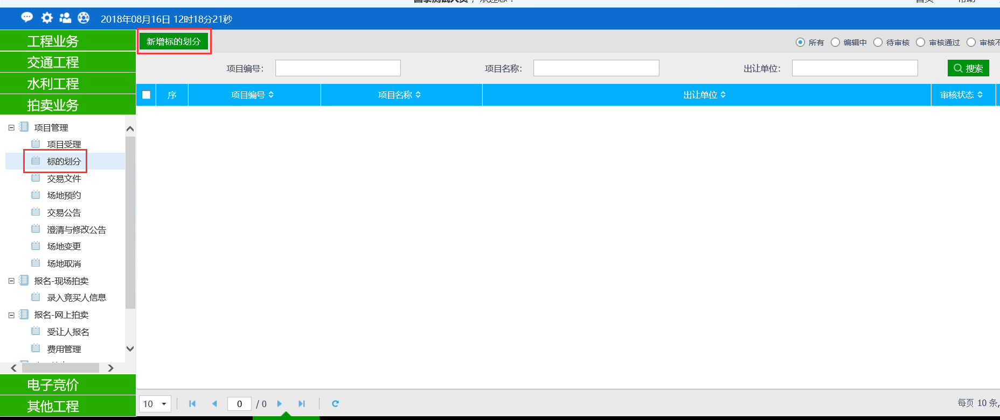 2018年08月16日 12时18分21秒
工程业务
交通工程
水利工程
拍卖业务
项目管理
项目受理
标的划分
交易文件
场地预约
交易公告
澄清与修改公告
场地变更
场地取消
报名-现场拍卖
录入竞买人信息
报名-网上拍卖
受让人报名
费用管理
电子竞价
其他工程
新增标的划分
所有 编辑中 待审核 审核通过 审核不
项目编号： 项目名称： 出让单位： 搜索
序 项目编号 项目名称 出让单位 审核状态
10 0 / 0 每页 10 条,